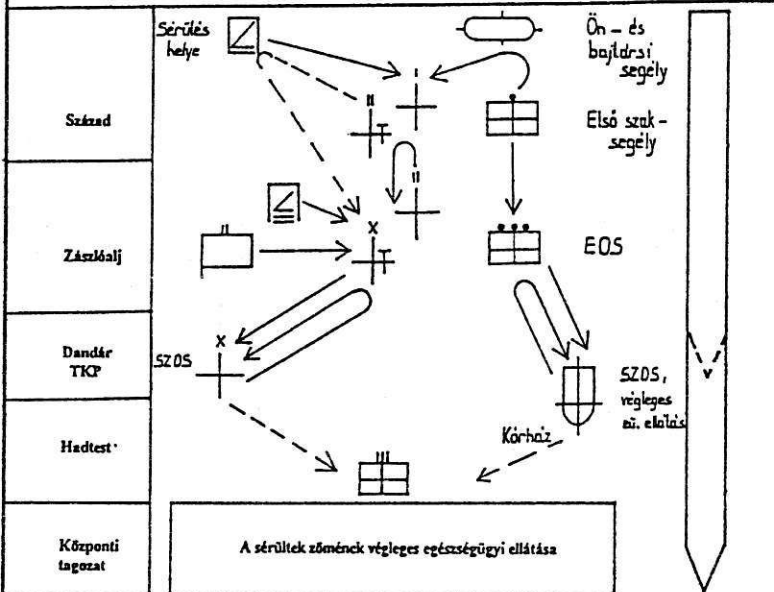 Sérülés
helye
Ön - és
bajtársi
segély
Század
Első szak-
segély
Zászlóalj
EOS
Dandár
TKP
SZOS
SZOS,
végleges
eü. ellátás
Kórház
Hadtest
Központi
tagozat
A sérültek zömének végleges egészségügyi ellátása